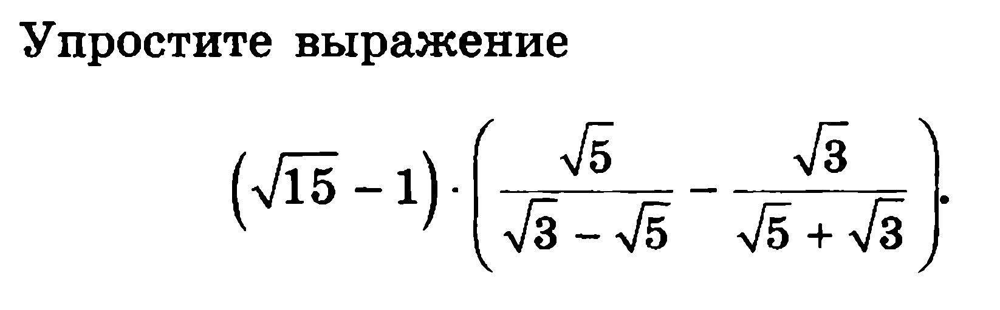 Упростите выражение
(√15 − 1) · (√5/(√3 − √5) − √3/(√5 + √3)).